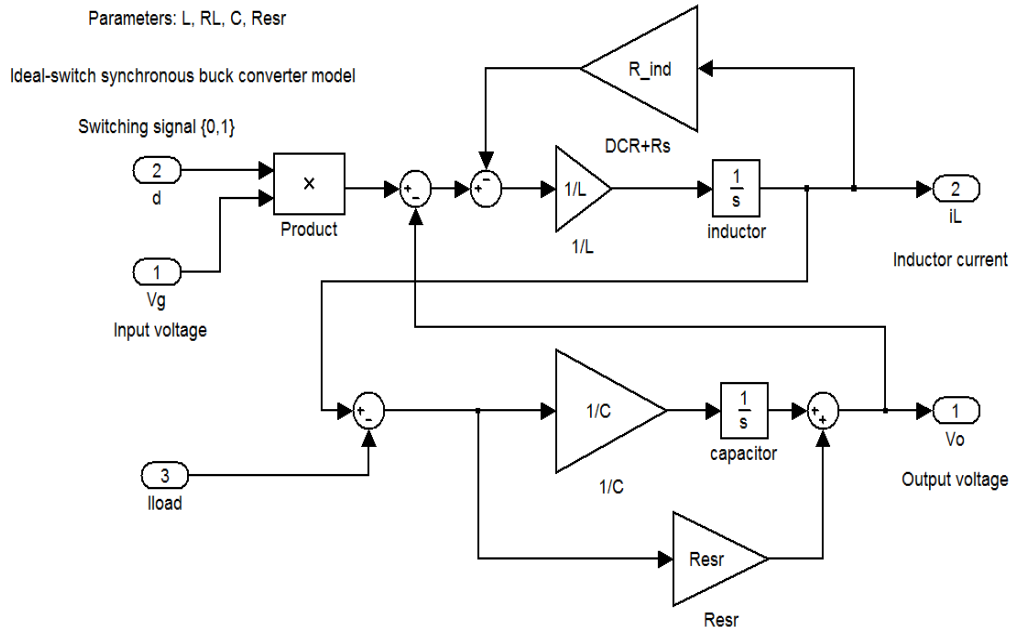 Parameters: L, RL, C, Resr
Ideal-switch synchronous buck converter model
Switching signal {0,1}
2
d
×
Product
1
Vg
Input voltage
+
-
+
-
R_ind
DCR+Rs
1/L
1/L
1
s
inductor
2
iL
Inductor current
+
-
3
Iload
1/C
1/C
1
s
capacitor
+
+
1
Vo
Output voltage
Resr
Resr